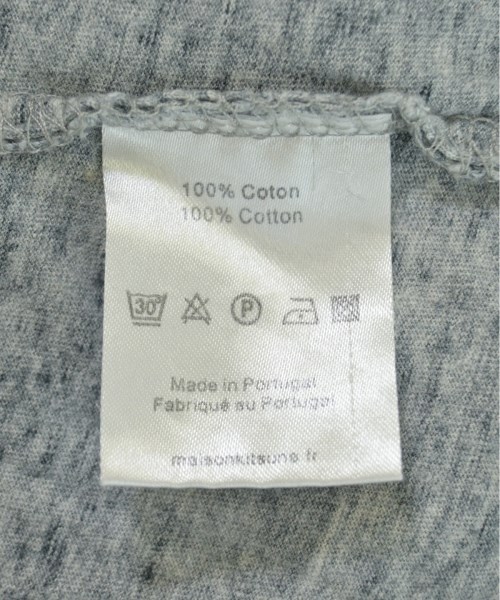 100% Coton
100% Cotton
30°
P
Made in Portugal
Fabriqué au Portugal
maisonkitsune.fr